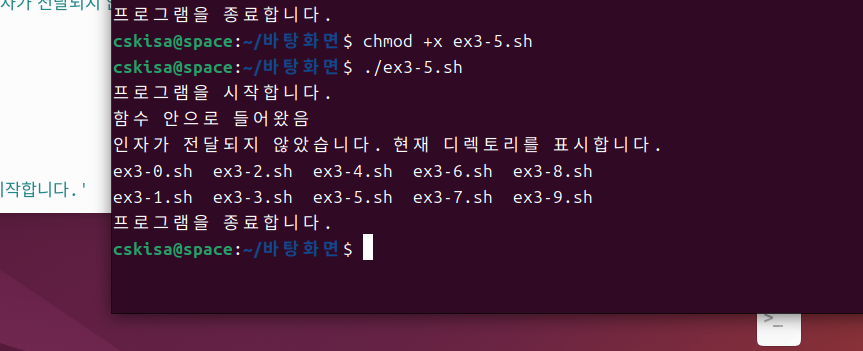 자가 전달되지 않
작합니다.'
프로그램을 종료합니다.
cskisa@space:~/바탕화면$ chmod +x ex3-5.sh
cskisa@space:~/바탕화면$ ./ex3-5.sh
프로그램을 시작합니다.
함수 안으로 들어왔음
인자가 전달되지 않았습니다. 현재 디렉토리를 표시합니다.
ex3-0.sh  ex3-2.sh  ex3-4.sh  ex3-6.sh  ex3-8.sh
ex3-1.sh  ex3-3.sh  ex3-5.sh  ex3-7.sh  ex3-9.sh
프로그램을 종료합니다.
cskisa@space:~/바탕화면$
>_